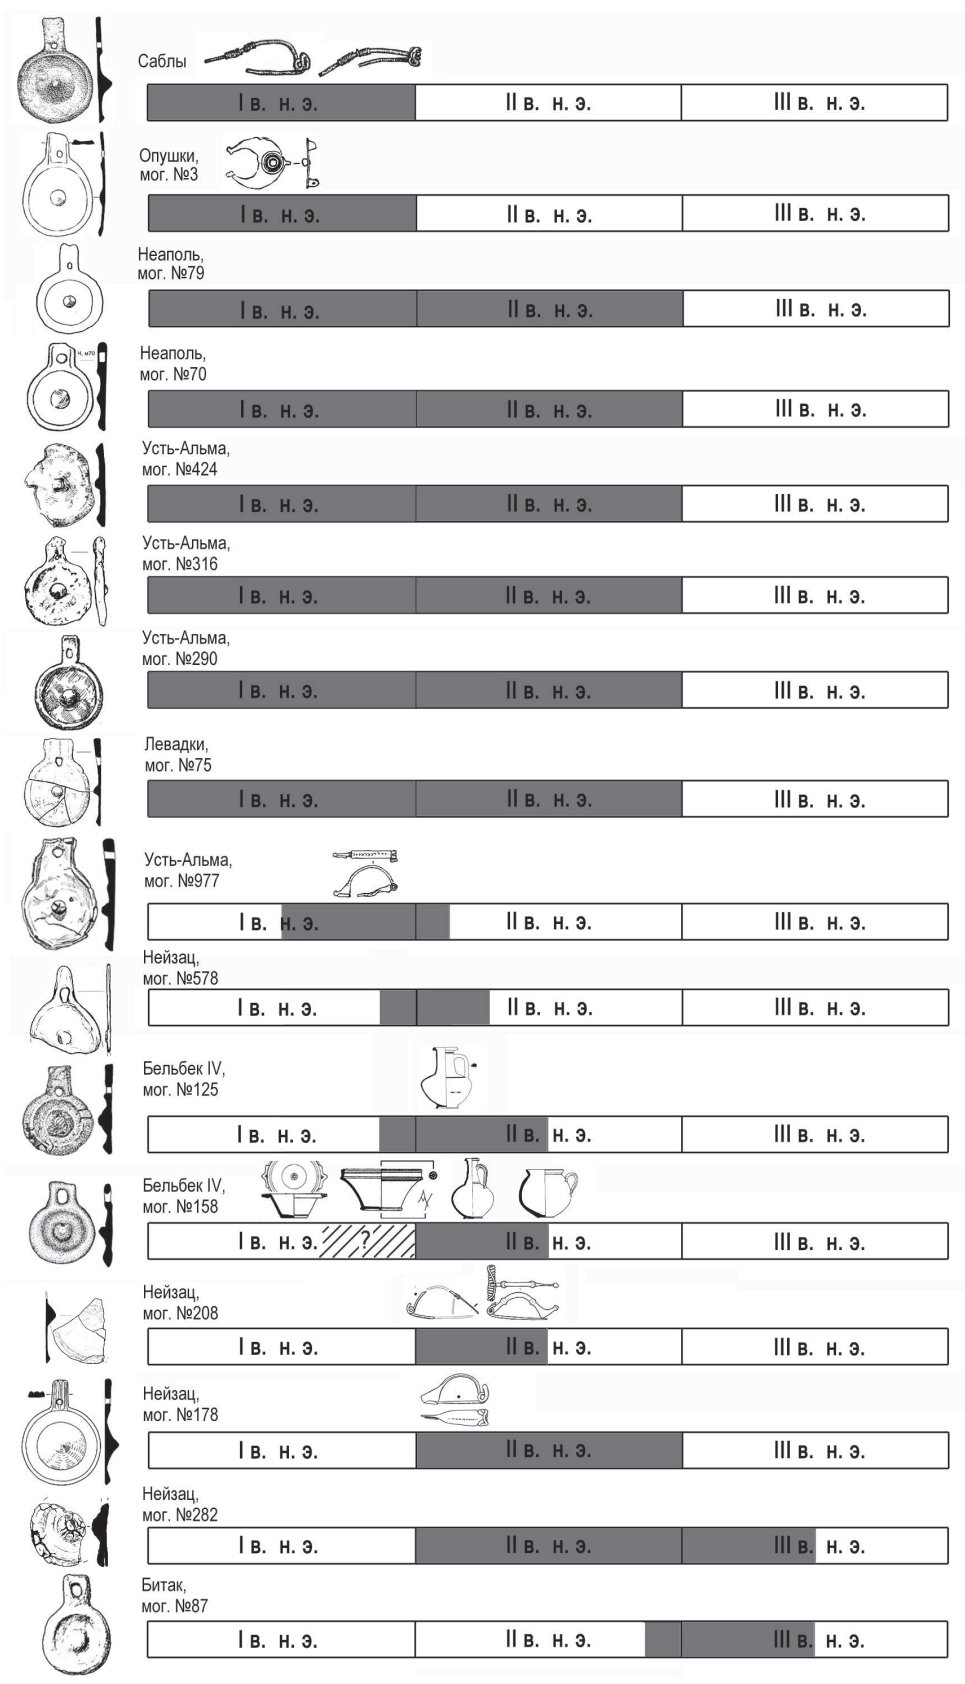 Саблы
I в. н. э. II в. н. э. III в. н. э.
Опушки,
мог. №3
I в. н. э. II в. н. э. III в. н. э.
Неаполь,
мог. №79
I в. н. э. II в. н. э. III в. н. э.
Н, м70
Неаполь,
мог. №70
I в. н. э. II в. н. э. III в. н. э.
Усть-Альма,
мог. №424
I в. н. э. II в. н. э. III в. н. э.
Усть-Альма,
мог. №316
I в. н. э. II в. н. э. III в. н. э.
Усть-Альма,
мог. №290
I в. н. э. II в. н. э. III в. н. э.
Левадки,
мог. №75
I в. н. э. II в. н. э. III в. н. э.
Усть-Альма,
мог. №977
I в. н. э. II в. н. э. III в. н. э.
Нейзац,
мог. №578
I в. н. э. II в. н. э. III в. н. э.
Бельбек IV,
мог. №125
I в. н. э. II в. н. э. III в. н. э.
Бельбек IV,
мог. №158
I в. н. э. ? II в. н. э. III в. н. э.
Нейзац,
мог. №208
I в. н. э. II в. н. э. III в. н. э.
Нейзац,
мог. №178
I в. н. э. II в. н. э. III в. н. э.
Нейзац,
мог. №282
I в. н. э. II в. н. э. III в. н. э.
Битак,
мог. №87
I в. н. э. II в. н. э. III в. н. э.